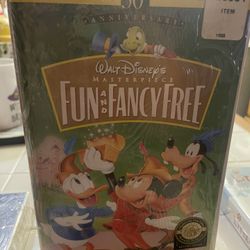 50
ANNIVERSARY
ITEM
WALT DISNEY'S
MASTERPIECE
FUN AND FANCY FREE